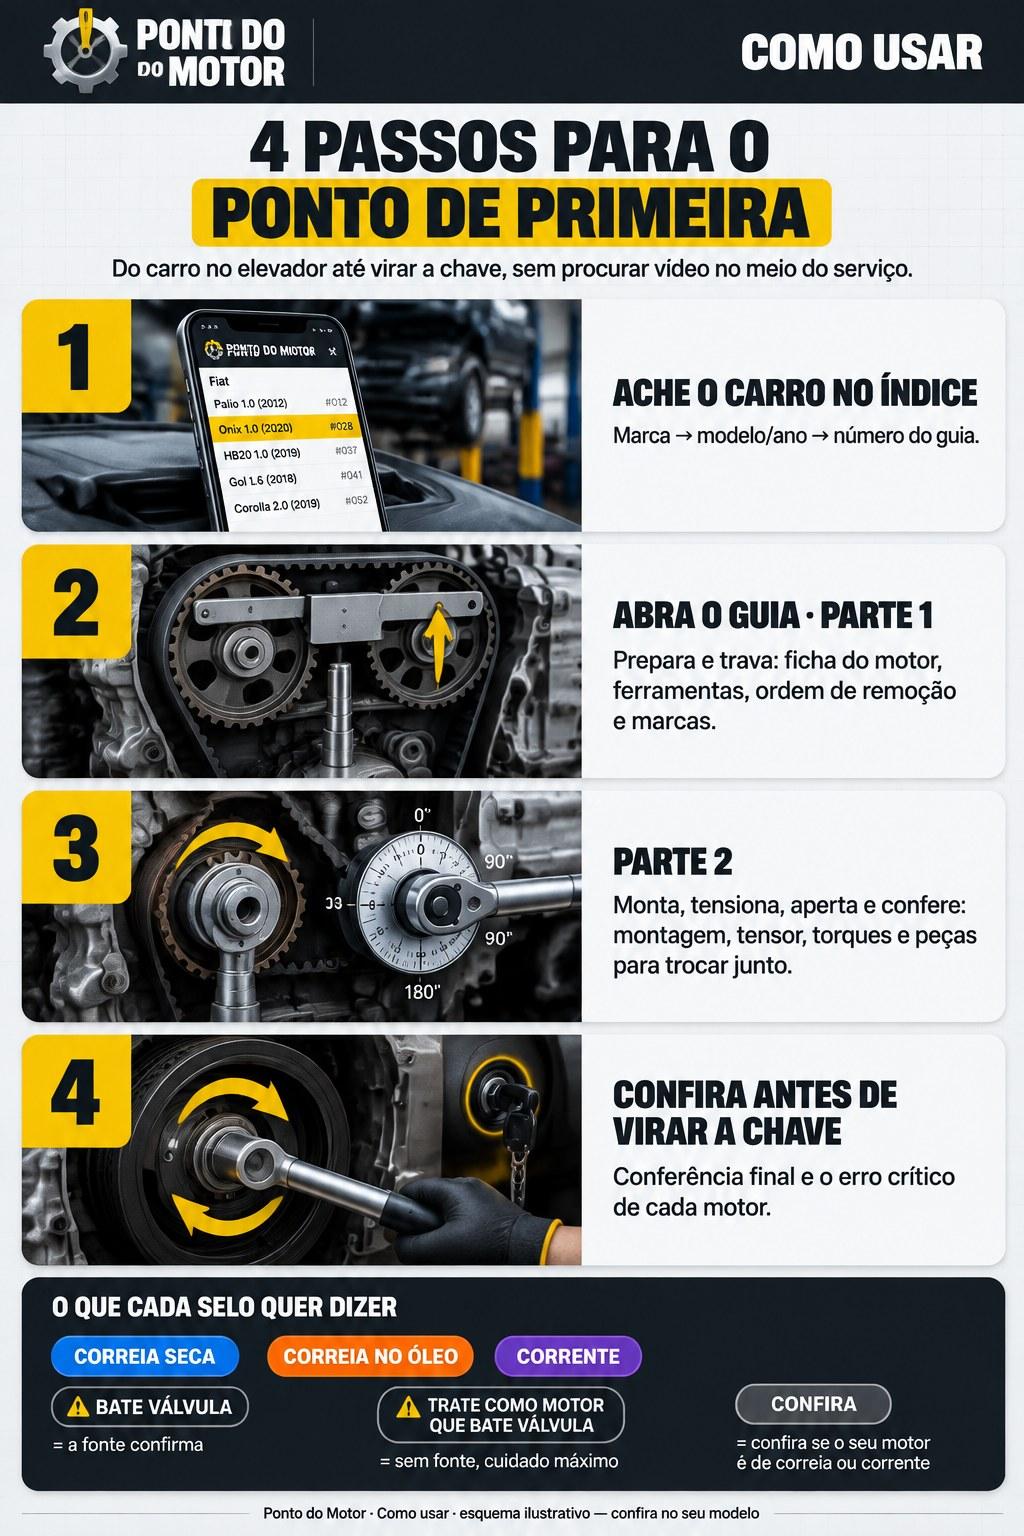 PONTI DO
DO MOTOR
COMO USAR
4 PASSOS PARA O
PONTO DE PRIMEIRA
Do carro no elevador até virar a chave, sem procurar vídeo no meio do serviço.
1
DO MOTOR
Fiat
Palio 1.0 (2012) #012
Onix 1.0 (2020) #028
HB20 1.0 (2019) #037
Gol 1.6 (2018) #041
Corolla 2.0 (2019) #052
ACHE O CARRO NO ÍNDICE
Marca → modelo/ano → número do guia.
2
ABRA O GUIA · PARTE 1
Prepara e trava: ficha do motor,
ferramentas, ordem de remoção
e marcas.
3
0"
0
90"
90"
180"
PARTE 2
Monta, tensiona, aperta e confere:
montagem, tensor, torques e peças
para trocar junto.
4
CONFIRA ANTES DE
VIRAR A CHAVE
Conferência final e o erro crítico
de cada motor.
O QUE CADA SELO QUER DIZER
CORREIA SECA
CORREIA NO ÓLEO
CORRENTE
BATE VÁLVULA
= a fonte confirma
TRATE COMO MOTOR
QUE BATE VÁLVULA
= sem fonte, cuidado máximo
CONFIRA
= confira se o seu motor
é de correia ou corrente
Ponto do Motor · Como usar · esquema ilustrativo — confira no seu modelo